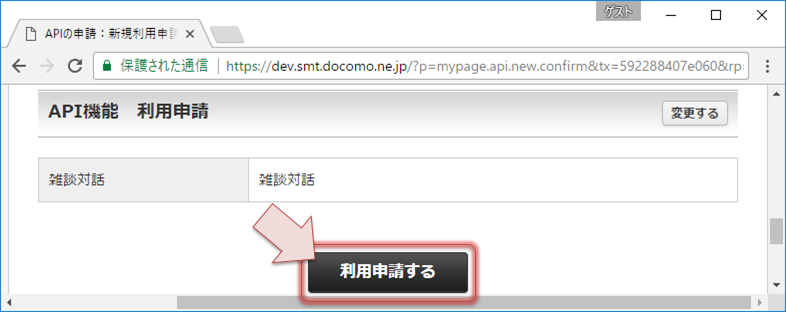 ゲスト
APIの申請：新規利用申請
保護された通信
https://dev.smt.docomo.ne.jp/?p=mypage.api.new.confirm&tx=592288407e060&rp=
API機能 利用申請
変更する
雑談対話 雑談対話
利用申請する